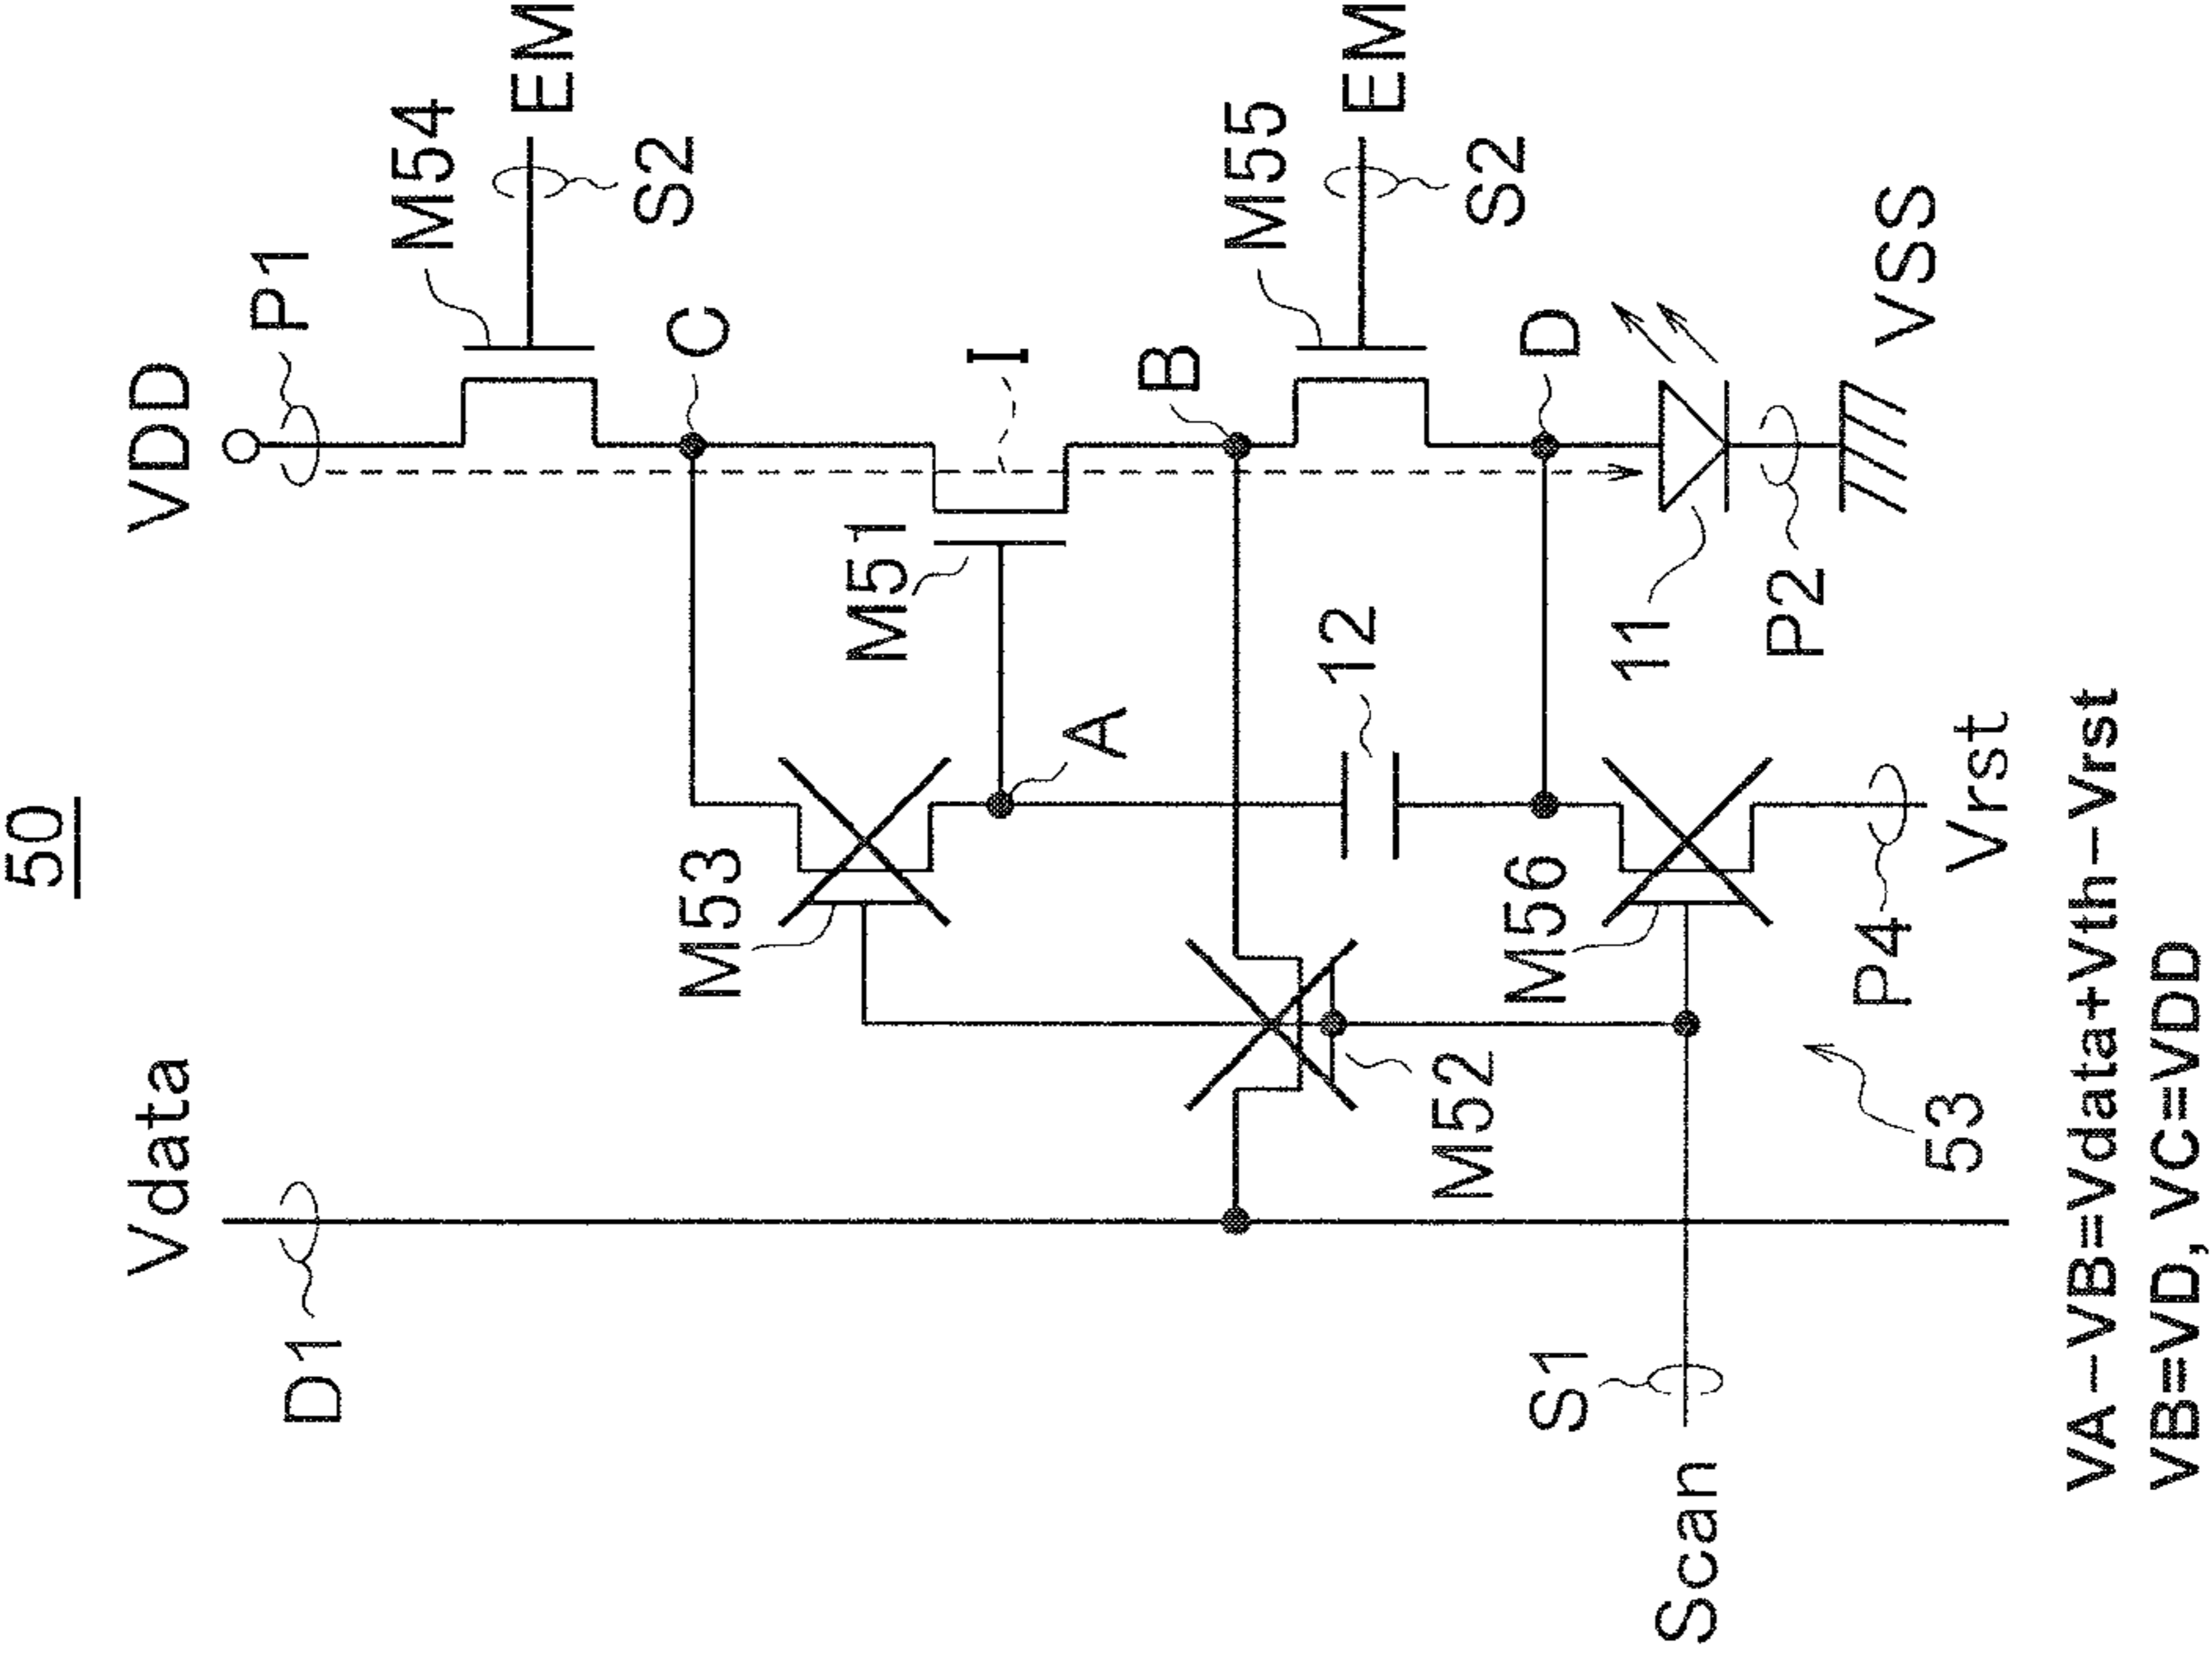 50
Vdata
VDD
D1
P1
M54
EM
S2
C
M53
M51
I
A
B
12
M55
EM
S2
M52
M56
D
S1
Scan
11
P2
53
P4
Vrst
VSS
VA-VB=Vdata+Vth-Vrst
VB=VD, VC=VDD